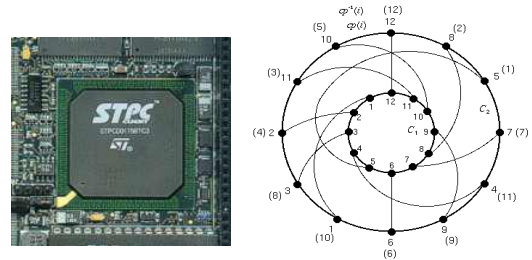 STPC
ST
φ⁻¹(i) (12)
(5) φ(i) 12 (2)
10 8
(3) 11 5 (1)
12
1 11
2 10
C₂
(4) 2 3 C₁ 9 7 (7)
4 8
5 6 7
(8) 3 4 (11)
1 9
(10) 6 (9)
(6)